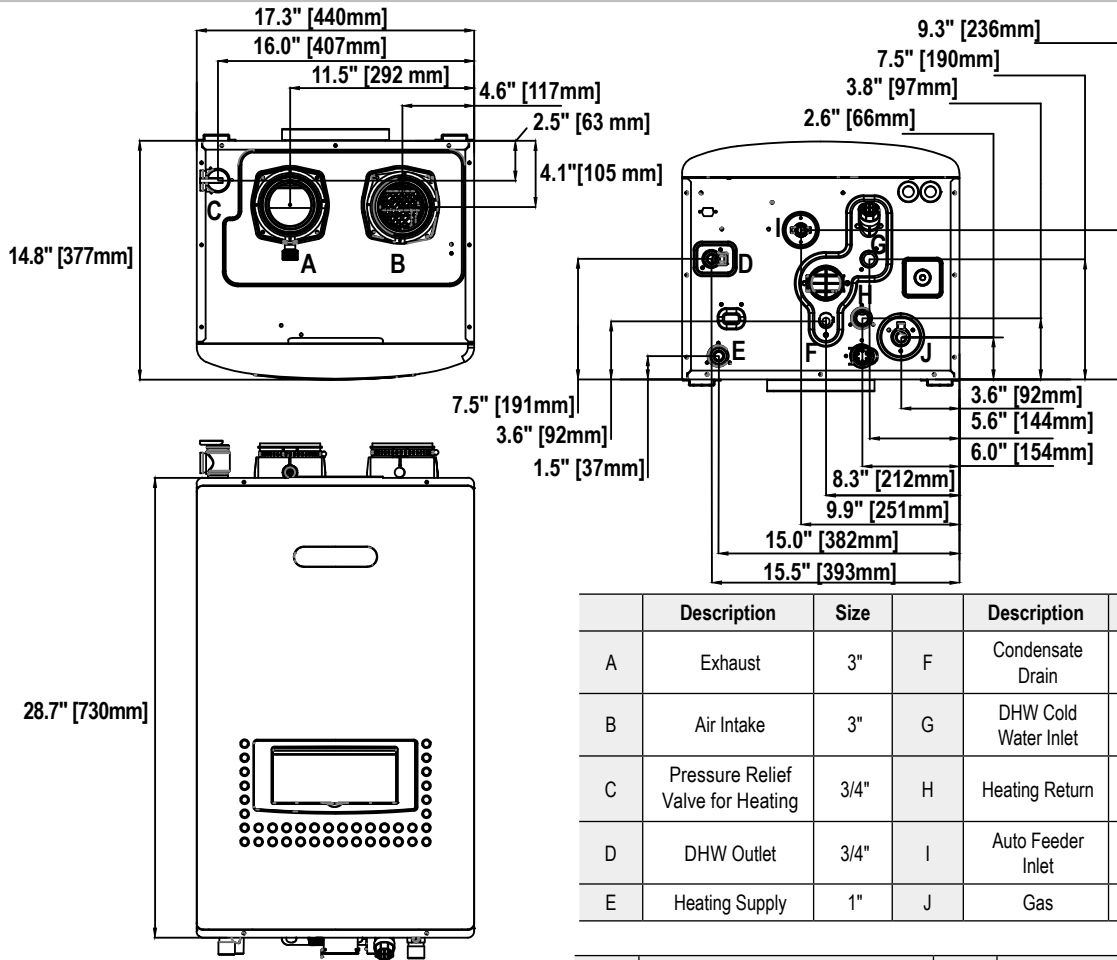 17.3" [440mm]
16.0" [407mm]
11.5" [292 mm]
4.6" [117mm]
2.5" [63 mm]
4.1"[105 mm]
14.8" [377mm]
C
A
B
9.3" [236mm]
7.5" [190mm]
3.8" [97mm]
2.6" [66mm]
I
G
D
H
E
F
J
7.5" [191mm]
3.6" [92mm]
1.5" [37mm]
3.6" [92mm]
5.6" [144mm]
6.0" [154mm]
8.3" [212mm]
9.9" [251mm]
15.0" [382mm]
15.5" [393mm]
28.7" [730mm]
Description Size Description
A Exhaust 3" F Condensate
Drain
B Air Intake 3" G DHW Cold
Water Inlet
C Pressure Relief
Valve for Heating 3/4" H Heating Return
D DHW Outlet 3/4" I Auto Feeder
Inlet
E Heating Supply 1" J Gas